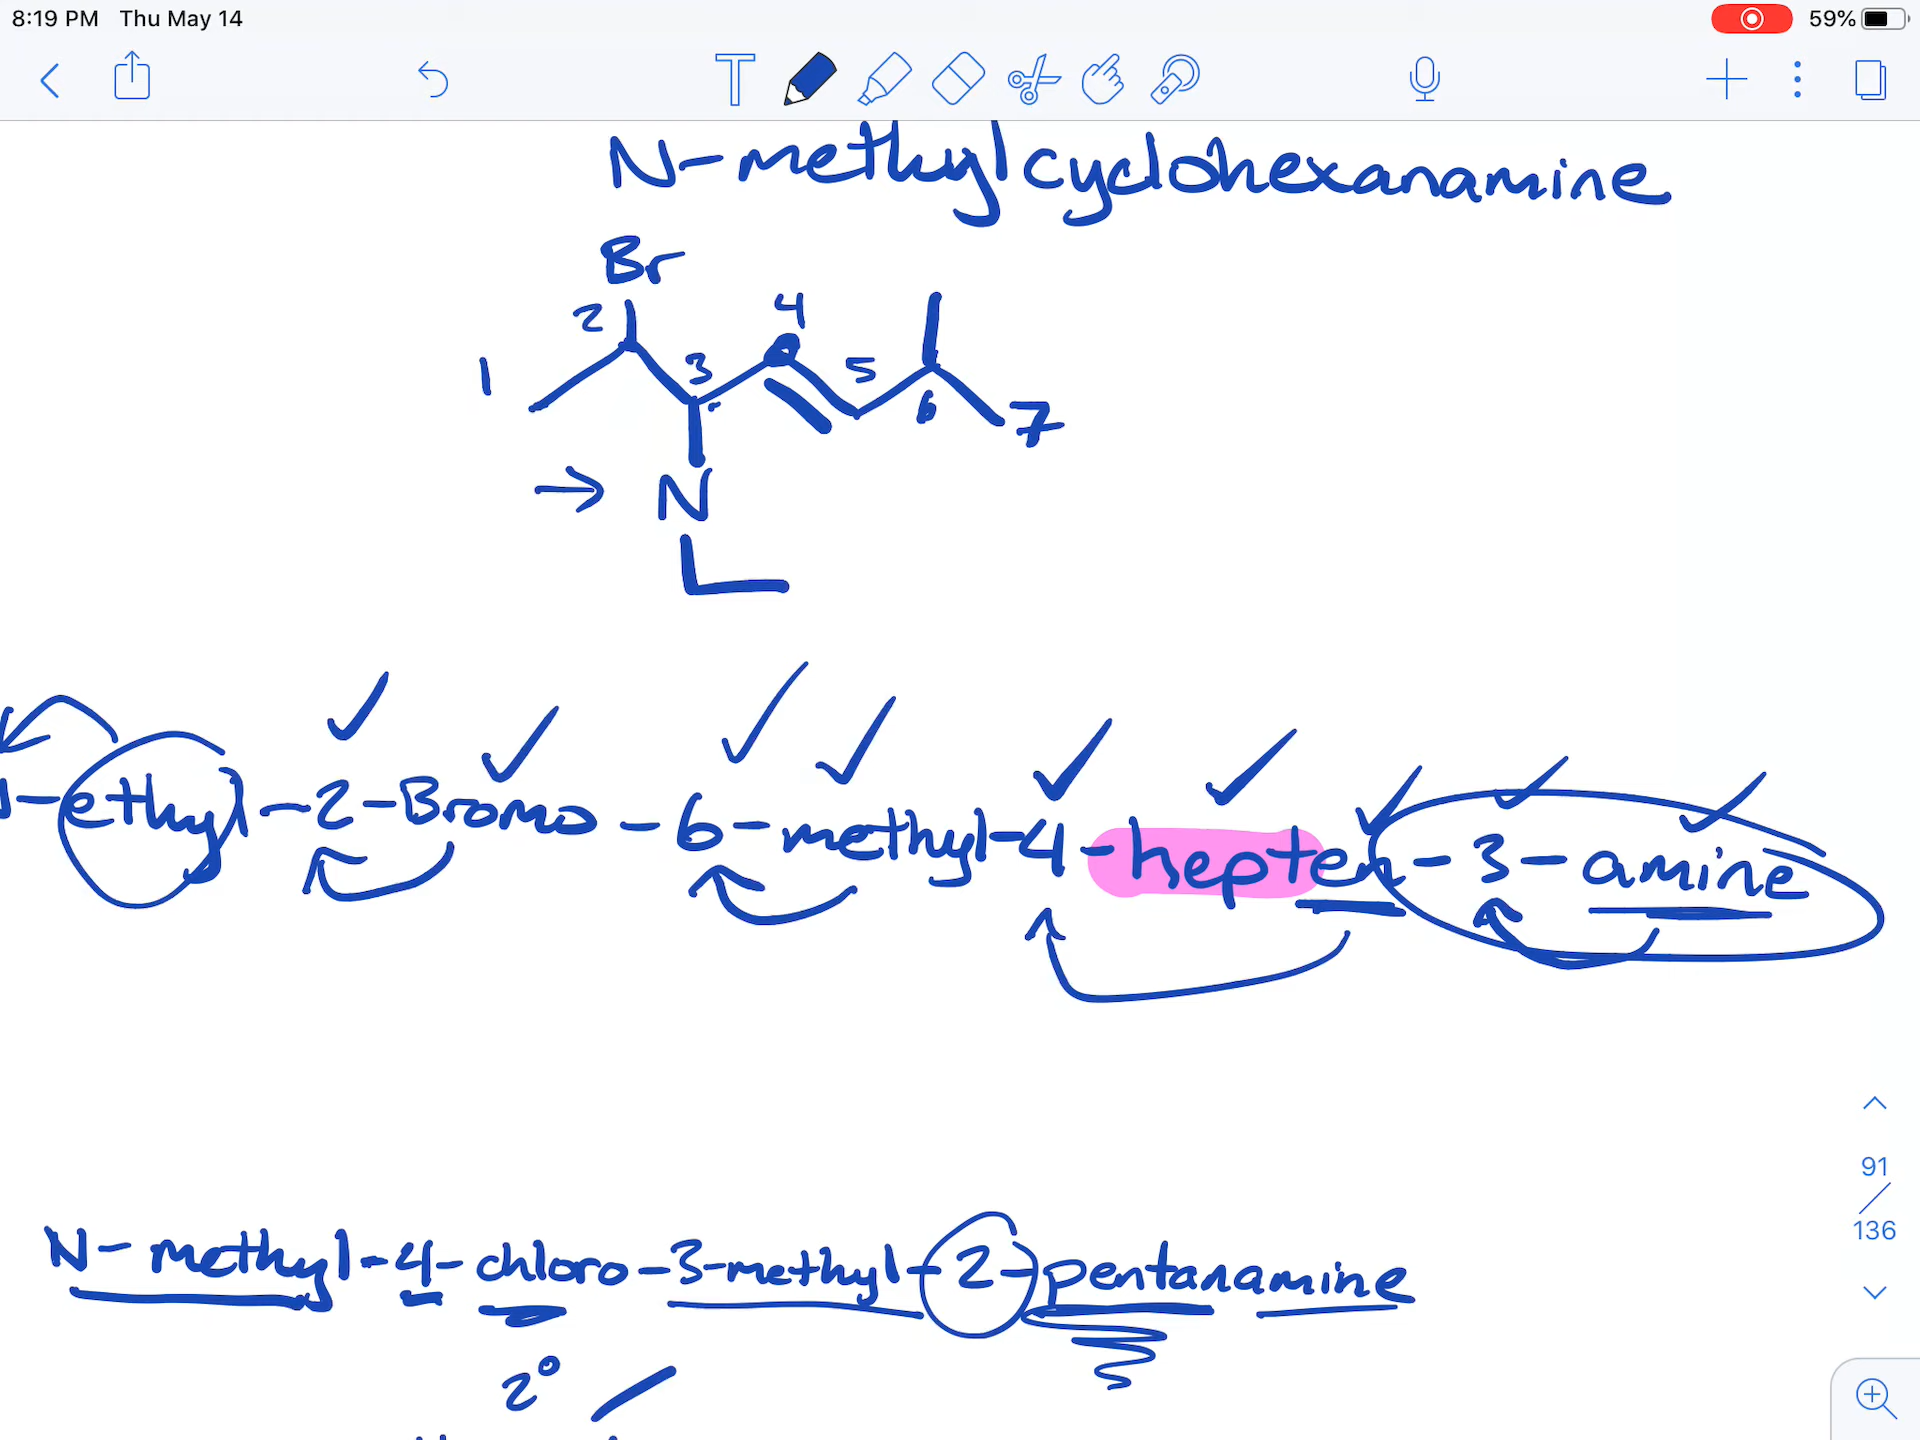 8:19 PM Thu May 14 59%
T
N-methylcyclohexanamine
Br
2 4
1 3 5
6 7
N
-ethyl-2-Bromo-6-methyl-4-hepten-3-amine
91
136
N-methyl-4-chloro-3-methyl-2-pentanamine
2°